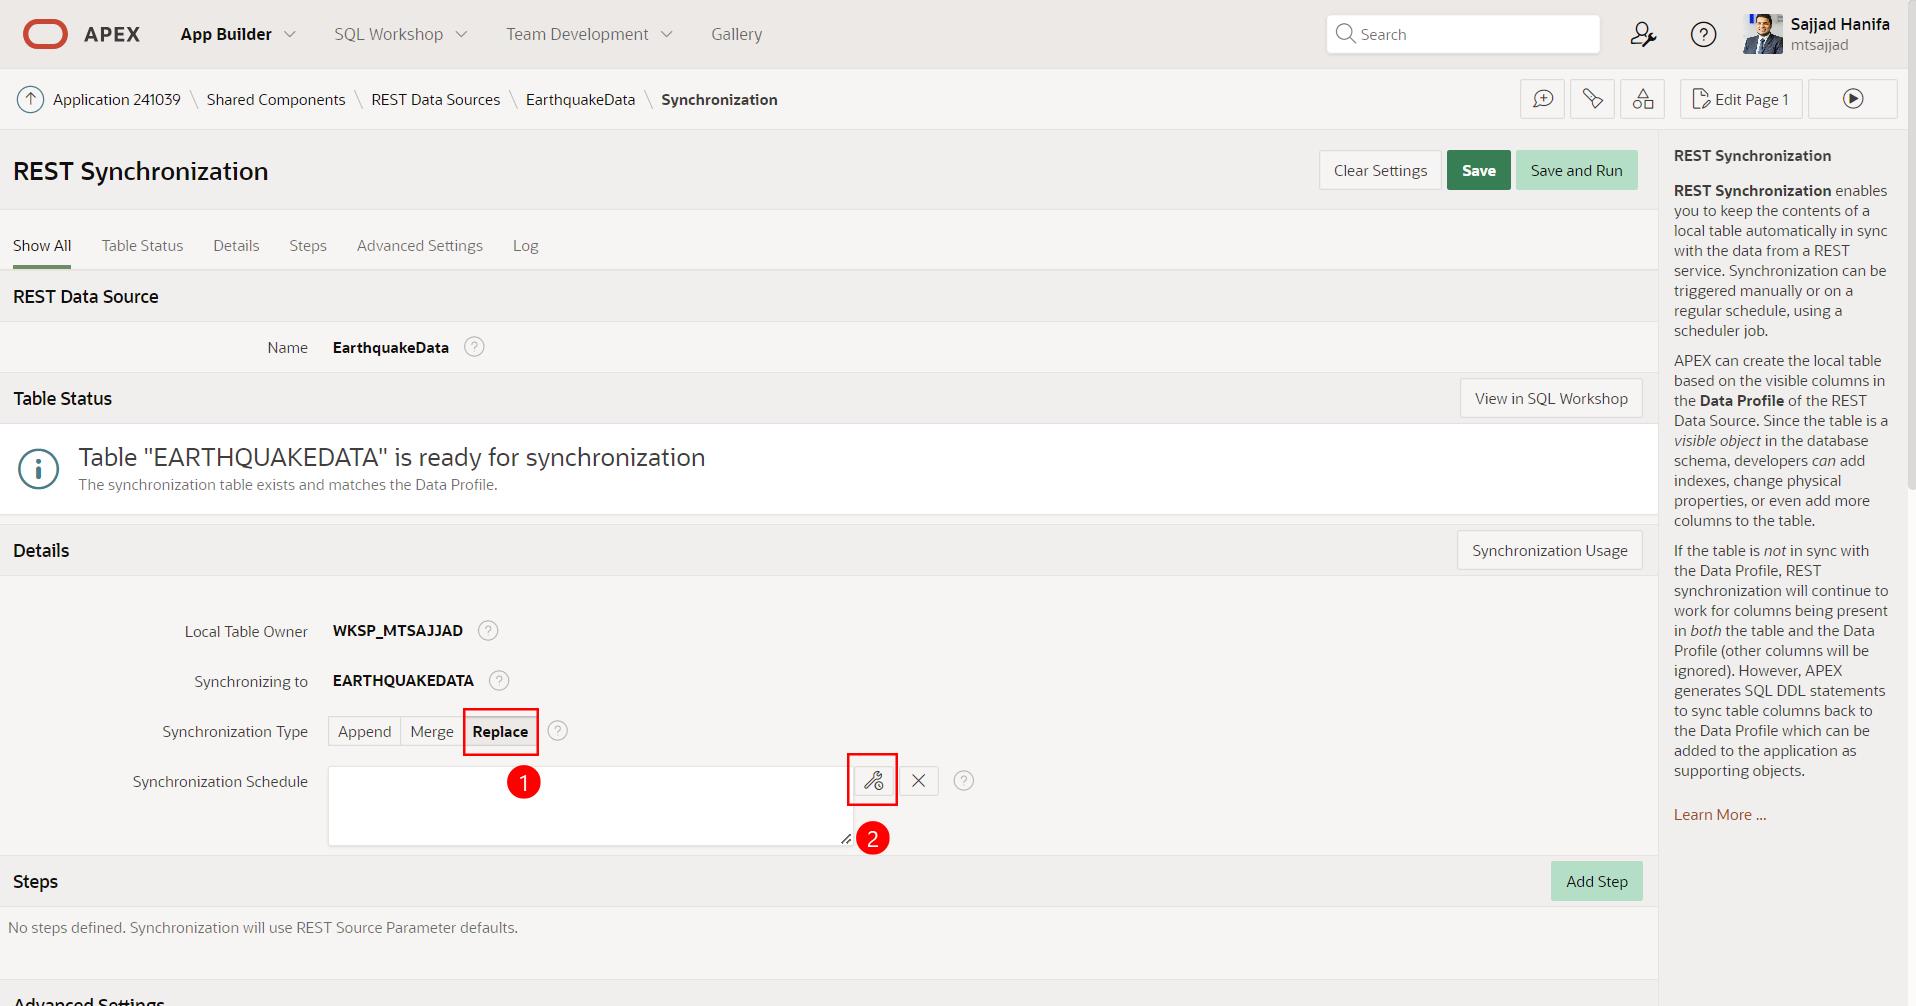 APEX
App Builder
SQL Workshop
Team Development
Gallery
Search
Sajjad Hanifa
mtsajjad
Application 241039 \ Shared Components \ REST Data Sources \ EarthquakeData \ Synchronization
Edit Page 1
REST Synchronization
Clear Settings
Save
Save and Run
Show All
Table Status
Details
Steps
Advanced Settings
Log
REST Data Source
Name
EarthquakeData
?
Table Status
View in SQL Workshop
Table "EARTHQUAKEDATA" is ready for synchronization
The synchronization table exists and matches the Data Profile.
Details
Synchronization Usage
Local Table Owner
WKSP_MTSAJJAD
?
Synchronizing to
EARTHQUAKEDATA
?
Synchronization Type
Append
Merge
Replace
?
1
Synchronization Schedule
?
2
Steps
Add Step
No steps defined. Synchronization will use REST Source Parameter defaults.
Advanced Settings
REST Synchronization
REST Synchronization enables
you to keep the contents of a
local table automatically in sync
with the data from a REST
service. Synchronization can be
triggered manually or on a
regular schedule, using a
scheduler job.
APEX can create the local table
based on the visible columns in
the Data Profile of the REST
Data Source. Since the table is a
visible object in the database
schema, developers can add
indexes, change physical
properties, or even add more
columns to the table.
If the table is not in sync with
the Data Profile, REST
synchronization will continue to
work for columns being present
in both the table and the Data
Profile (other columns will be
ignored). However, APEX
generates SQL DDL statements
to sync table columns back to
the Data Profile which can be
added to the application as
supporting objects.
Learn More ...